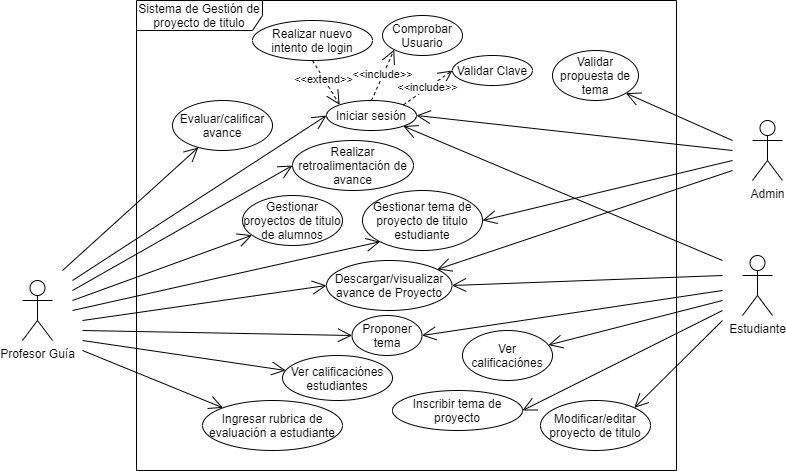 Sistema de Gestión de
proyecto de titulo
Realizar nuevo
intento de login
Comprobar
Usuario
Validar Clave
Validar
propuesta de
tema
<<extend>>
<<include>>
<<include>>
Evaluar/calificar
avance
Iniciar sesión
Realizar
retroalimentación de
avance
Admin
Gestionar
proyectos de titulo
de alumnos
Gestionar tema de
proyecto de titulo
estudiante
Descargar/visualizar
avance de Proyecto
Profesor Guía
Estudiante
Proponer
tema
Ver
calificaciónes
Ver calificaciónes
estudiantes
Inscribir tema de
proyecto
Ingresar rubrica de
evaluación a estudiante
Modificar/editar
proyecto de titulo